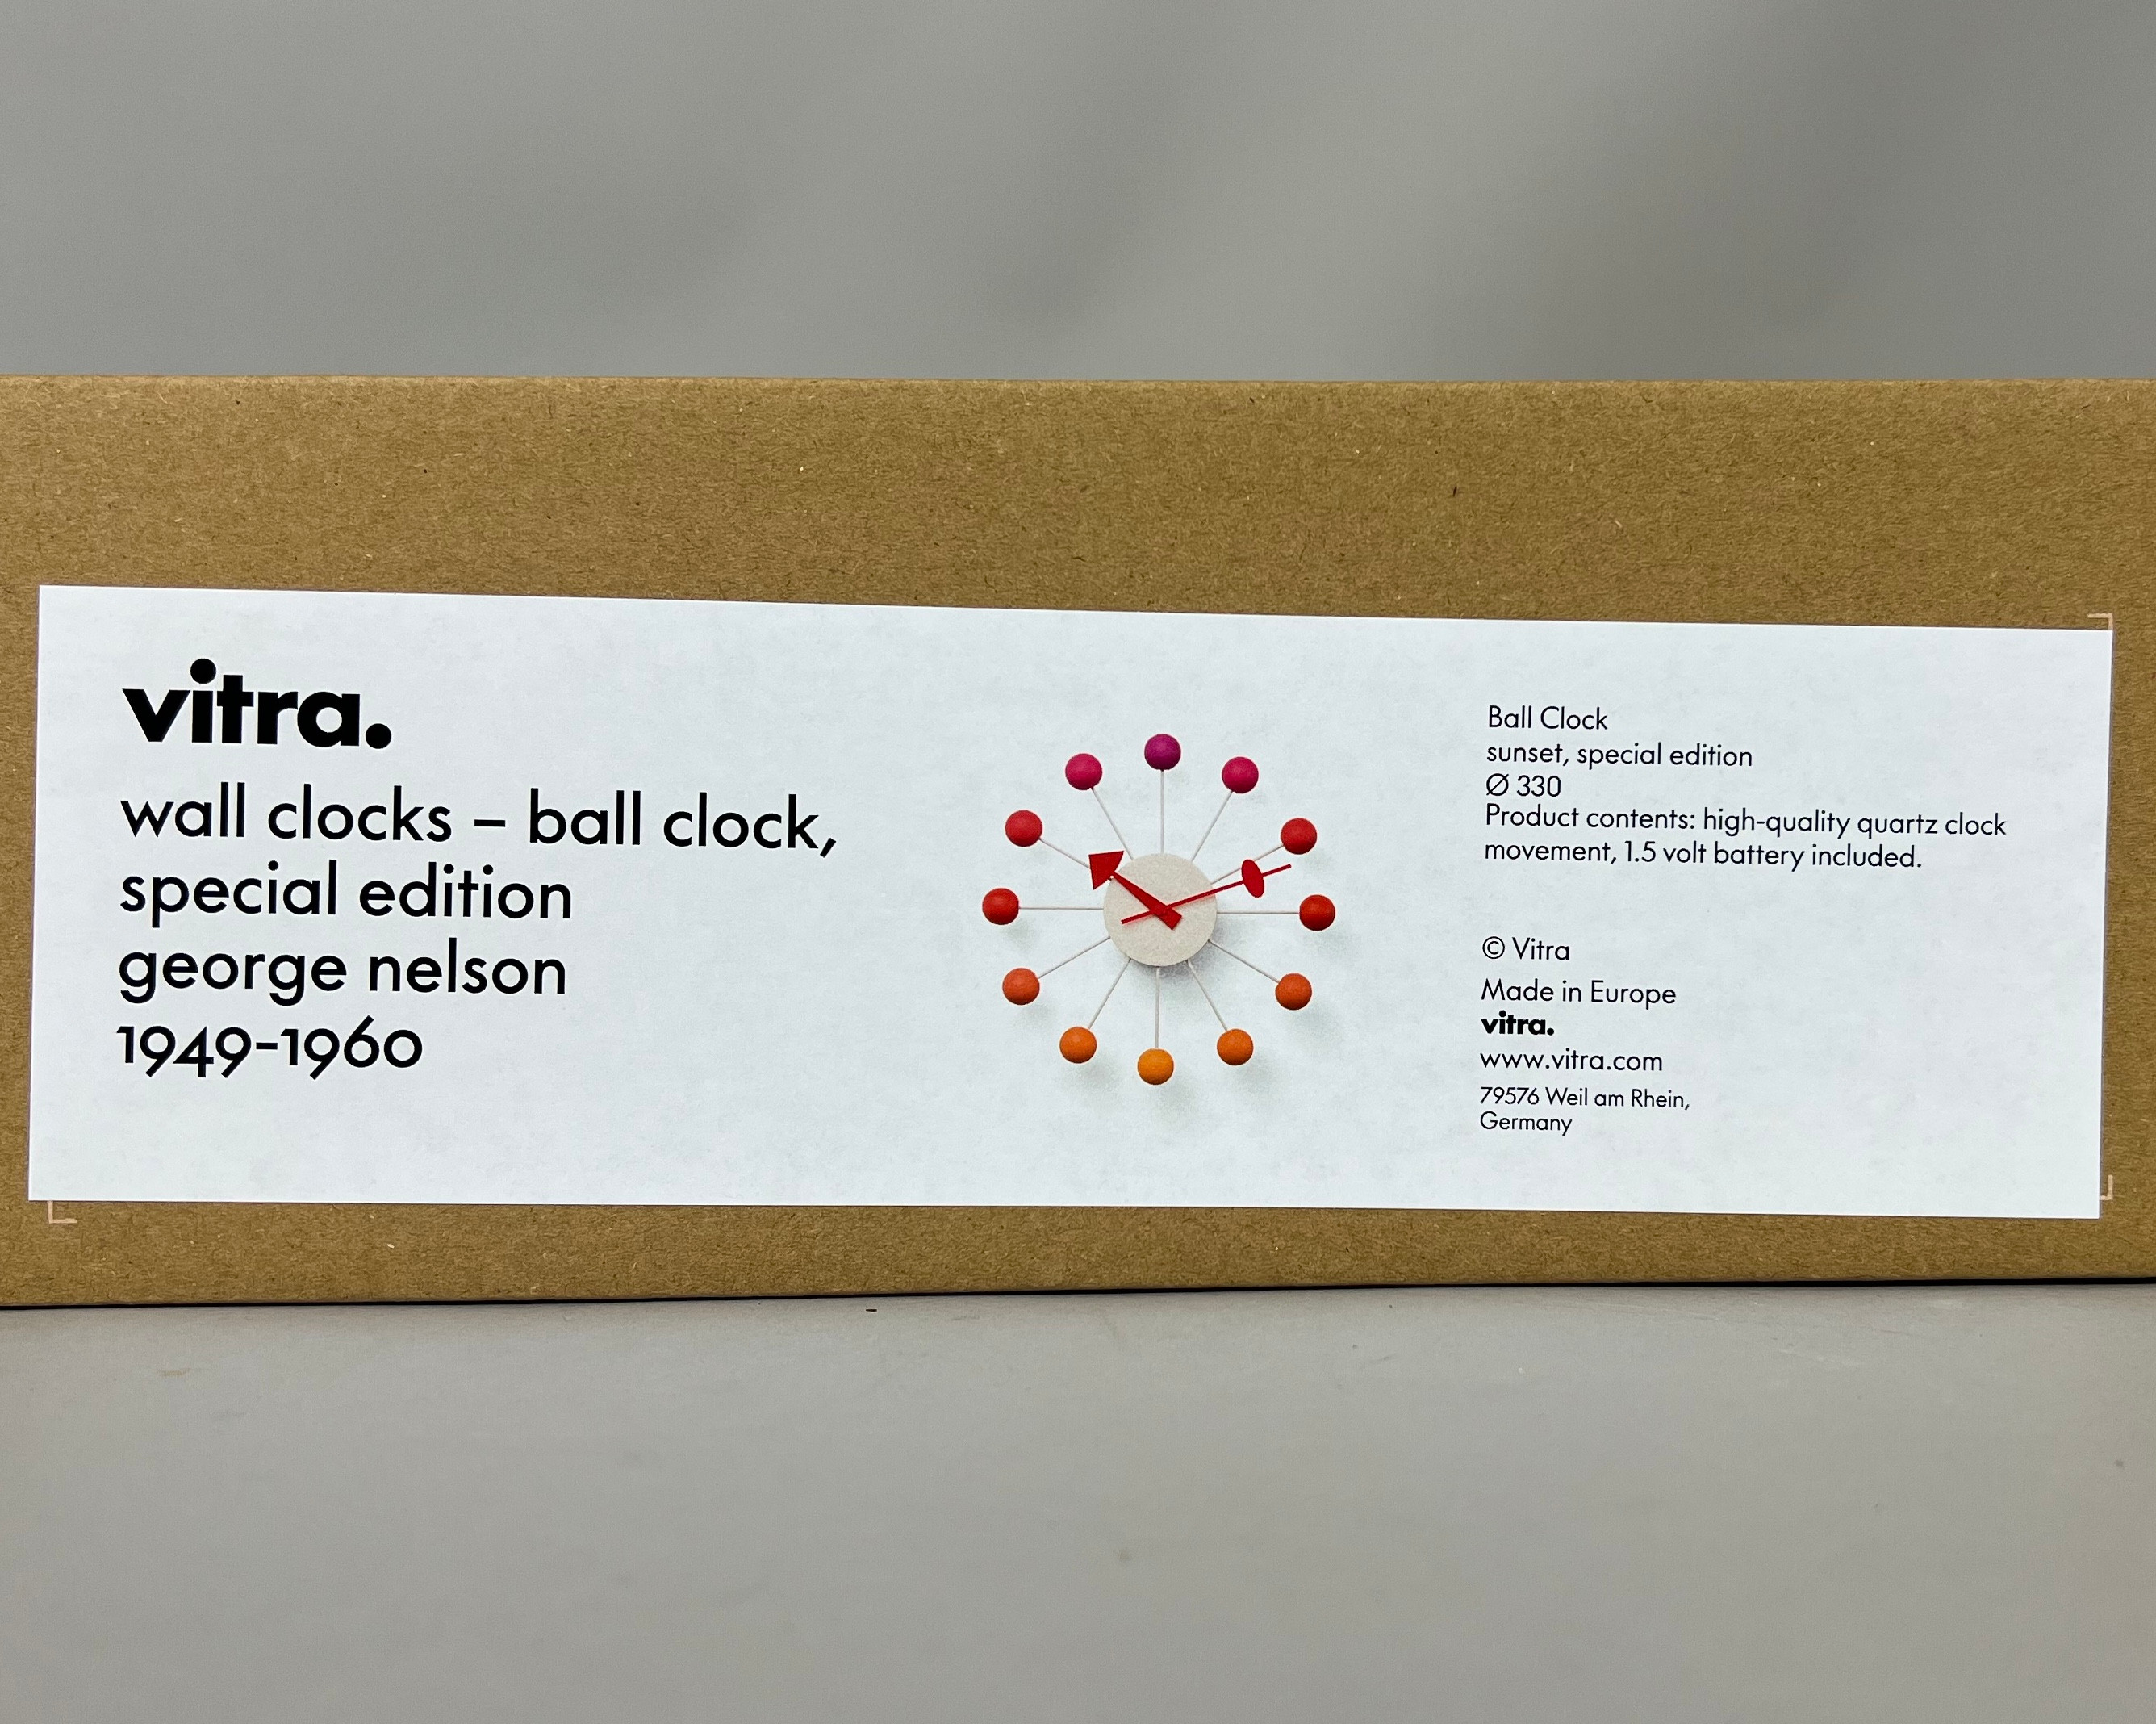 vitra.
wall clocks – ball clock,
special edition
george nelson
1949-1960
Ball Clock
sunset, special edition
Ø 330
Product contents: high-quality quartz clock
movement, 1.5 volt battery included.
© Vitra
Made in Europe
vitra.
www.vitra.com
79576 Weil am Rhein,
Germany